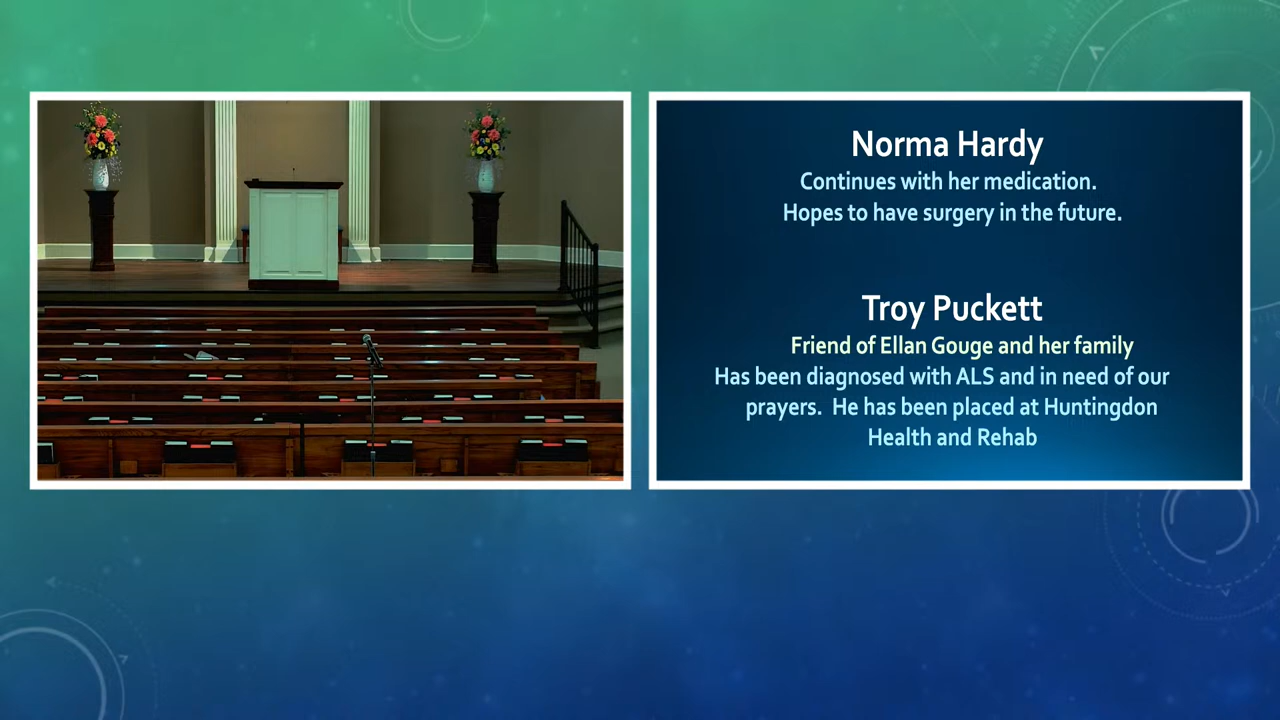 Norma Hardy
Continues with her medication.
Hopes to have surgery in the future.
Troy Puckett
Friend of Ellan Gouge and her family
Has been diagnosed with ALS and in need of our
prayers.  He has been placed at Huntingdon
Health and Rehab